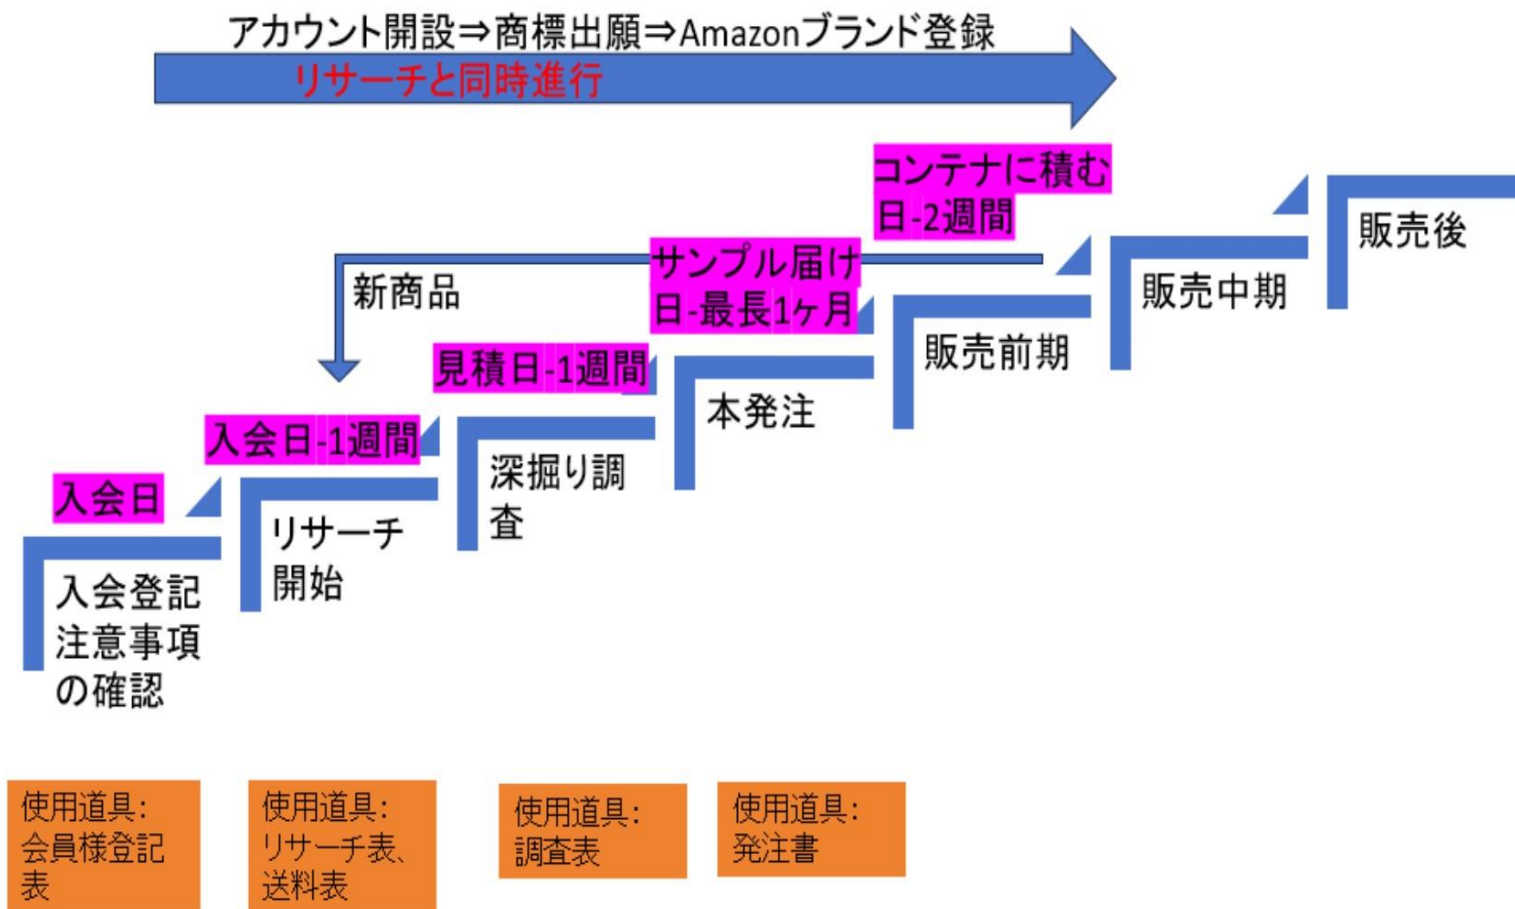 アカウント開設⇒商標出願⇒Amazonブランド登録
リサーチと同時進行
コンテナに積む
日-2週間
販売後
サンプル届け
日-最長1ヶ月
販売中期
新商品
販売前期
見積日-1週間
本発注
入会日-1週間
深掘り調
査
入会日
リサーチ
開始
入会登記
注意事項
の確認
使用道具：
会員様登記
表
使用道具：
リサーチ表、
送料表
使用道具：
調査表
使用道具：
発注書